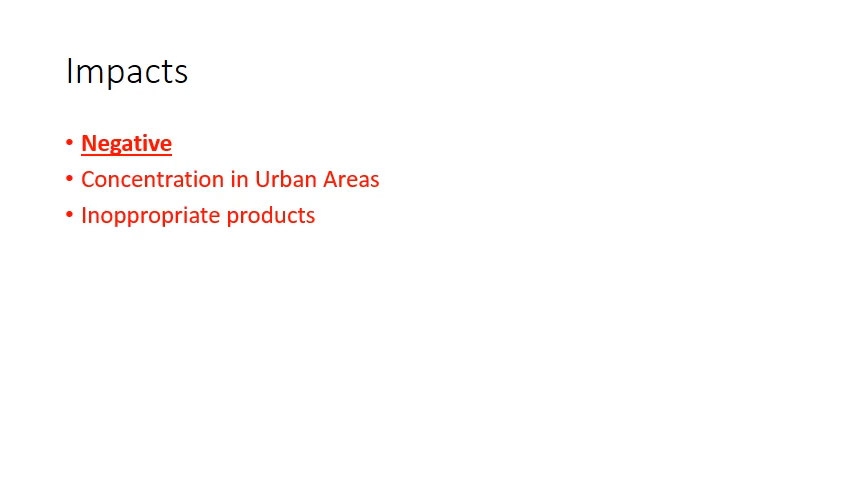 Impacts
• Negative
• Concentration in Urban Areas
• Inoppropriate products